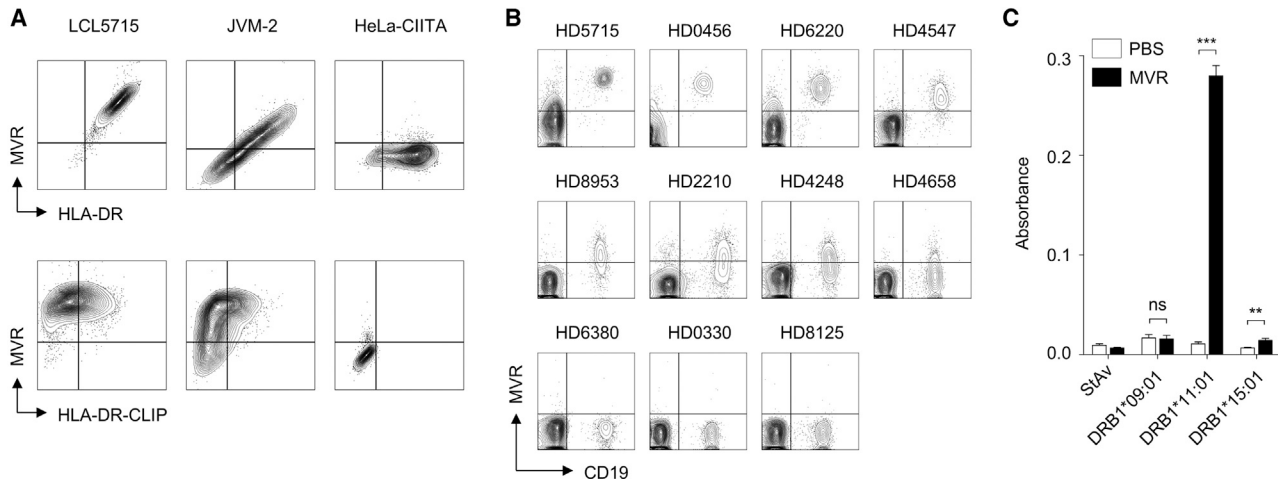 A
LCL5715
JVM-2
HeLa-CIITA
MVR
HLA-DR
MVR
HLA-DR-CLIP
B
HD5715
HD0456
HD6220
HD4547
HD8953
HD2210
HD4248
HD4658
HD6380
HD0330
HD8125
MVR
CD19
C
PBS
MVR
***
ns
**
Absorbance
0.3
0.2
0.1
0.0
StAv
DRB1*09:01
DRB1*11:01
DRB1*15:01